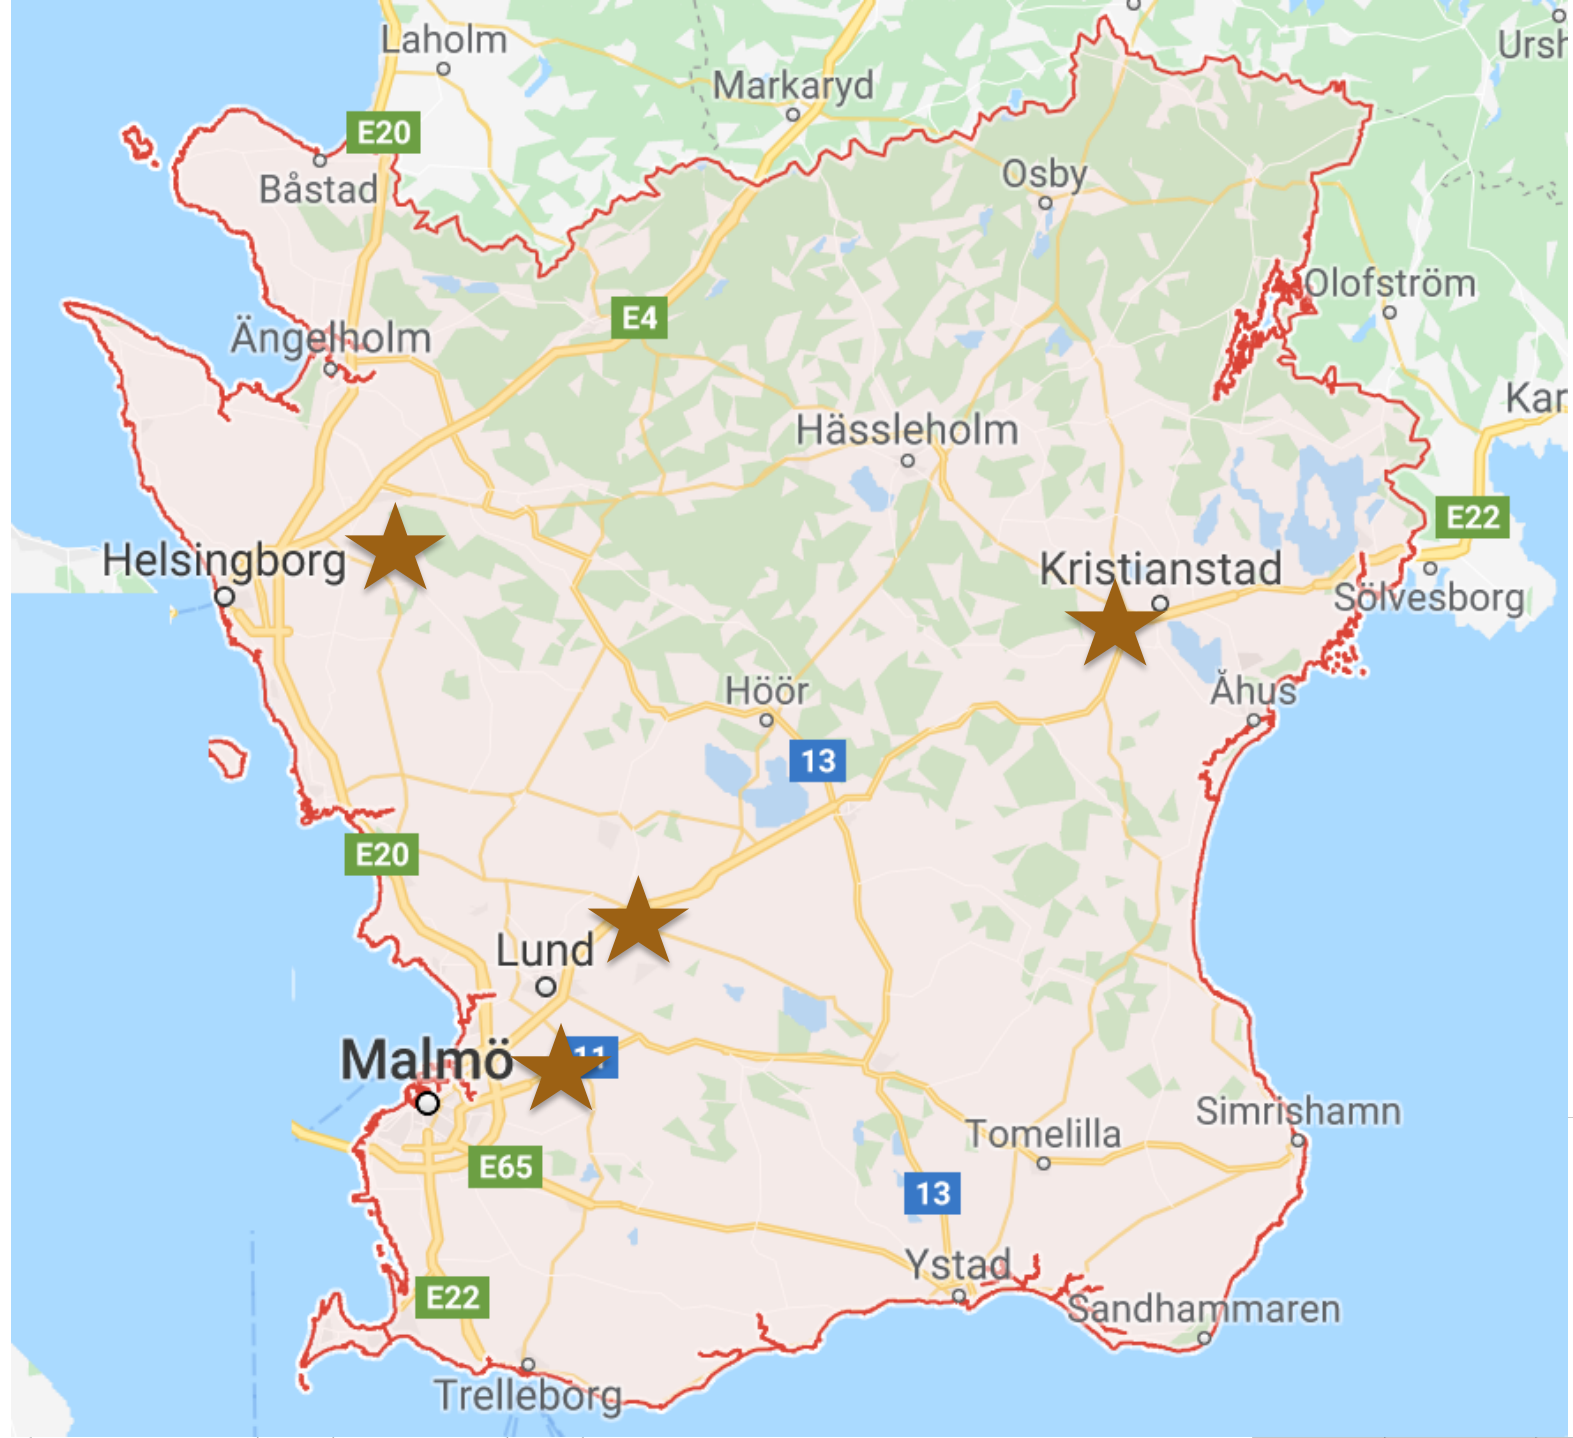 Laholm
Ursh
Markaryd
E20
Båstad
Osby
Olofström
E4
Ängelholm
Kar
Hässleholm
E22
Helsingborg
Kristianstad
Sölvesborg
Höör
Åhus
13
E20
Lund
Malmö
11
Simrishamn
Tomelilla
E65
13
Ystad
E22
Sandhammaren
Trelleborg